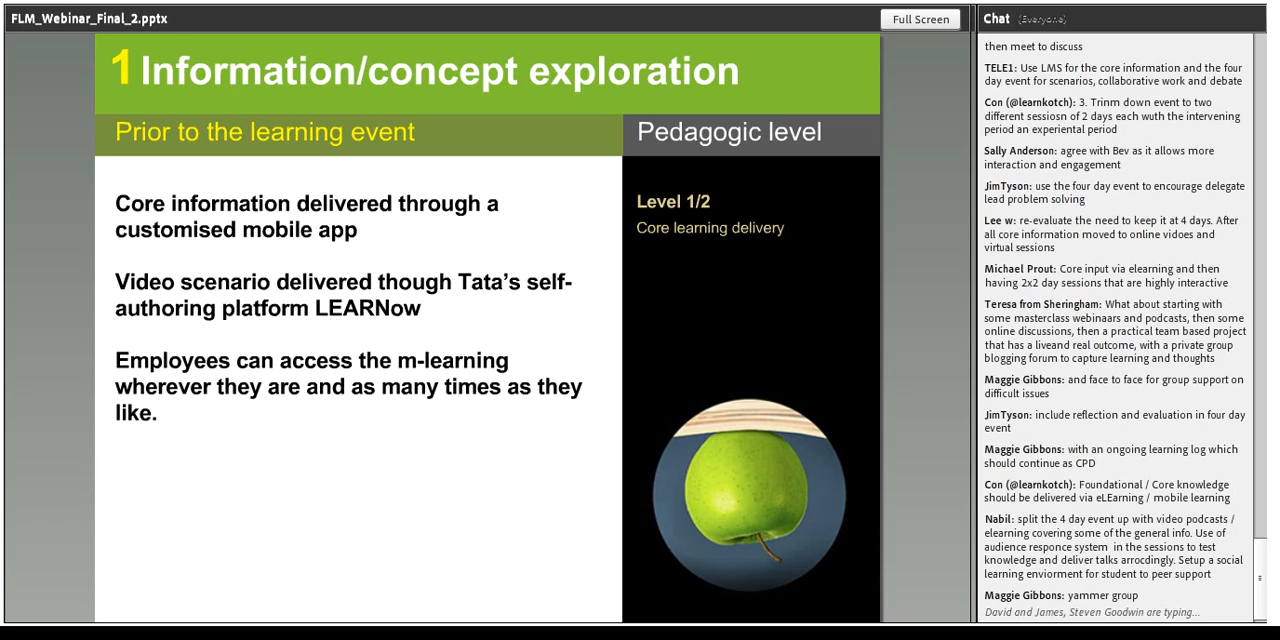 FLM_Webinar_Final_2.pptx
Full Screen
1 Information/concept exploration
Prior to the learning event
Pedagogic level
Core information delivered through a
customised mobile app
Video scenario delivered though Tata's self-
authoring platform LEARNow
Employees can access the m-learning
wherever they are and as many times as they
like.
Level 1/2
Core learning delivery
Chat (Everyone)
then meet to discuss
TELE1: Use LMS for the core information and the four
day event for scenarios, collaborative work and debate
Con (@learnkotch): 3. Trinm down event to two
different sessiosn of 2 days each wuth the intervening
period an experiental period
Sally Anderson: agree with Bev as it allows more
interaction and engagement
JimTyson: use the four day event to encourage delegate
lead problem solving
Lee w: re-evaluate the need to keep it at 4 days. After
all core information moved to online vidoes and
virtual sessions
Michael Prout: Core input via elearning and then
having 2x2 day sessions that are highly interactive
Teresa from Sheringham: What about starting with
some masterclass webinaars and podcasts, then some
online discussions, then a practical team based project
that has a liveand real outcome, with a private group
blogging forum to capture learning and thoughts
Maggie Gibbons: and face to face for group support on
difficult issues
JimTyson: include reflection and evaluation in four day
event
Maggie Gibbons: with an ongoing learning log which
should continue as CPD
Con (@learnkotch): Foundational / Core knowledge
should be delivered via eLEarning / mobile learning
Nabil: split the 4 day event up with video podcasts /
elearning covering some of the general info. Use of
audience responce system in the sessions to test
knowledge and deliver talks arrocdingly. Setup a social
learning enviorment for student to peer support
Maggie Gibbons: yammer group
David and James, Steven Goodwin are typing...